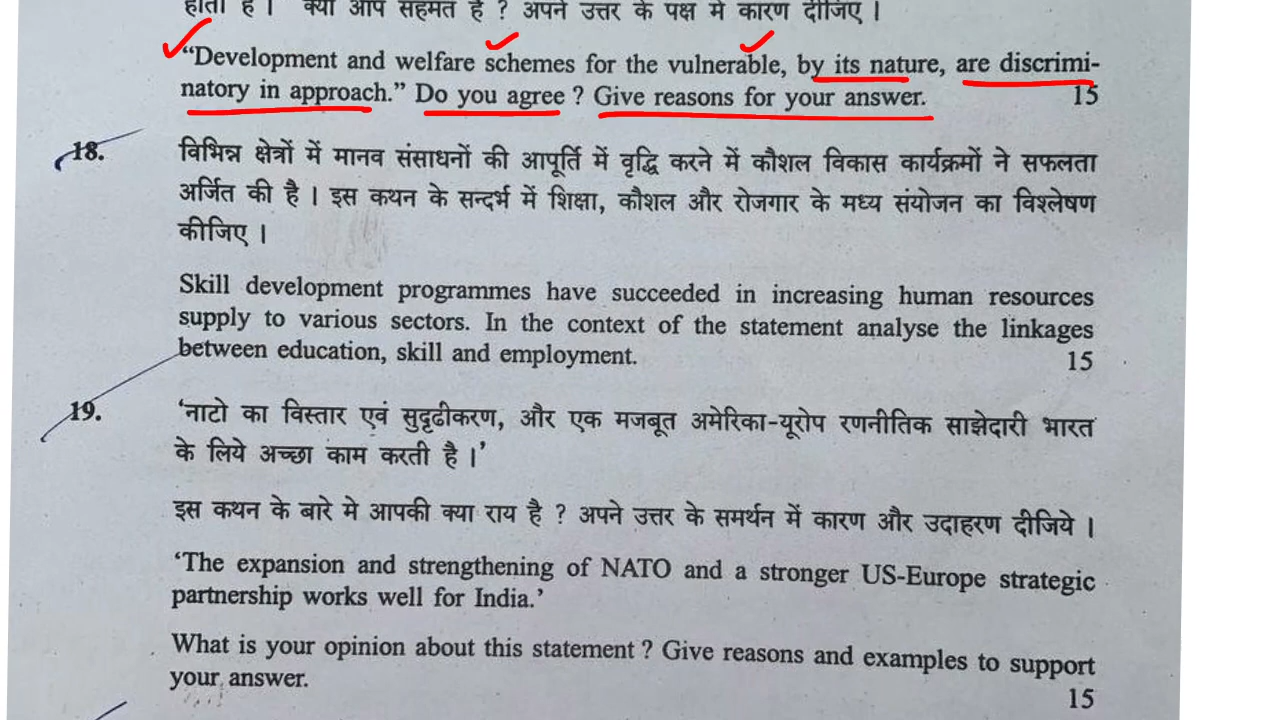 होता है । क्या आप सहमत हैं ? अपने उत्तर के पक्ष में कारण दीजिए ।
“Development and welfare schemes for the vulnerable, by its nature, are discrimi-
natory in approach.” Do you agree ? Give reasons for your answer. 15
18. विभिन्न क्षेत्रों में मानव संसाधनों की आपूर्ति में वृद्धि करने में कौशल विकास कार्यक्रमों ने सफलता
अर्जित की है । इस कथन के सन्दर्भ में शिक्षा, कौशल और रोजगार के मध्य संयोजन का विश्लेषण
कीजिए ।
Skill development programmes have succeeded in increasing human resources
supply to various sectors. In the context of the statement analyse the linkages
between education, skill and employment. 15
19. ‘नाटो का विस्तार एवं सुदृढीकरण, और एक मजबूत अमेरिका-यूरोप रणनीतिक साझेदारी भारत
के लिये अच्छा काम करती है ।’
इस कथन के बारे मे आपकी क्या राय है ? अपने उत्तर के समर्थन में कारण और उदाहरण दीजिये ।
‘The expansion and strengthening of NATO and a stronger US-Europe strategic
partnership works well for India.’
What is your opinion about this statement ? Give reasons and examples to support
your answer. 15